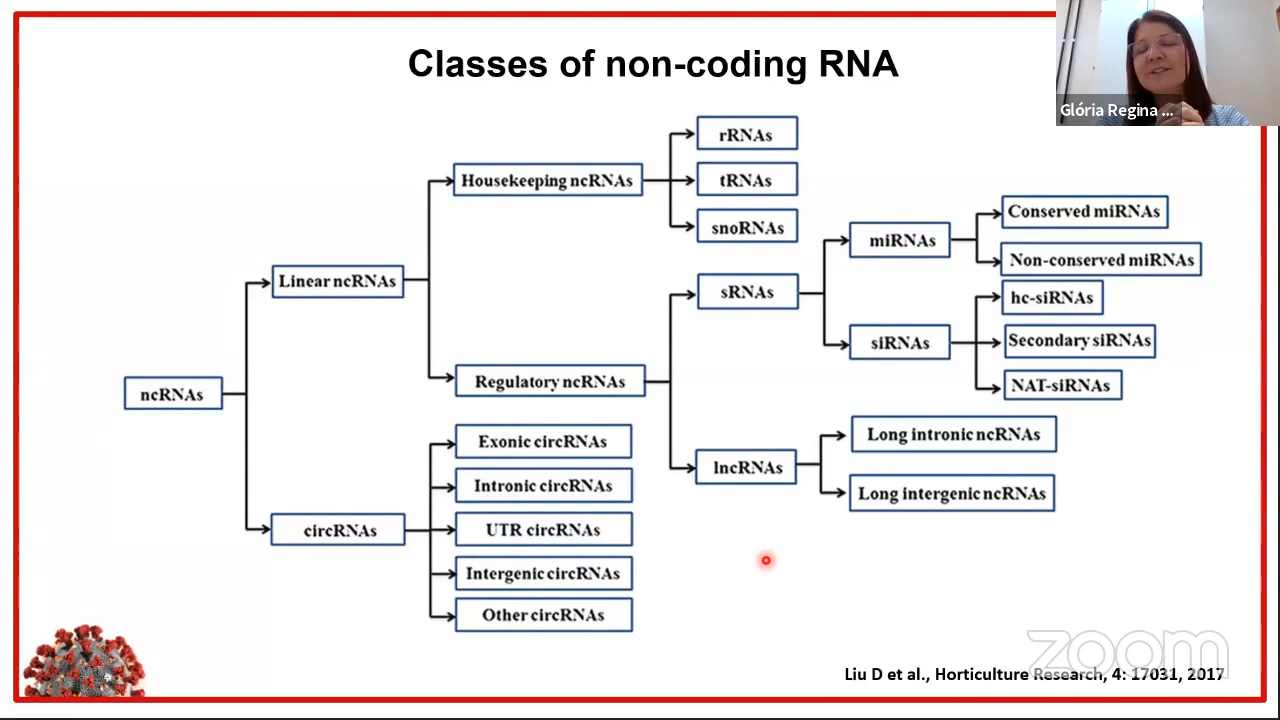 Classes of non-coding RNA
Glória Regina ...
rRNAs
Housekeeping ncRNAs
tRNAs
snoRNAs
Conserved miRNAs
miRNAs
Non-conserved miRNAs
Linear ncRNAs
sRNAs
hc-siRNAs
siRNAs
Secondary siRNAs
Regulatory ncRNAs
NAT-siRNAs
ncRNAs
Exonic circRNAs
Long intronic ncRNAs
lncRNAs
Intronic circRNAs
Long intergenic ncRNAs
circRNAs
UTR circRNAs
Intergenic circRNAs
Other circRNAs
zoom
Liu D et al., Horticulture Research, 4: 17031, 2017